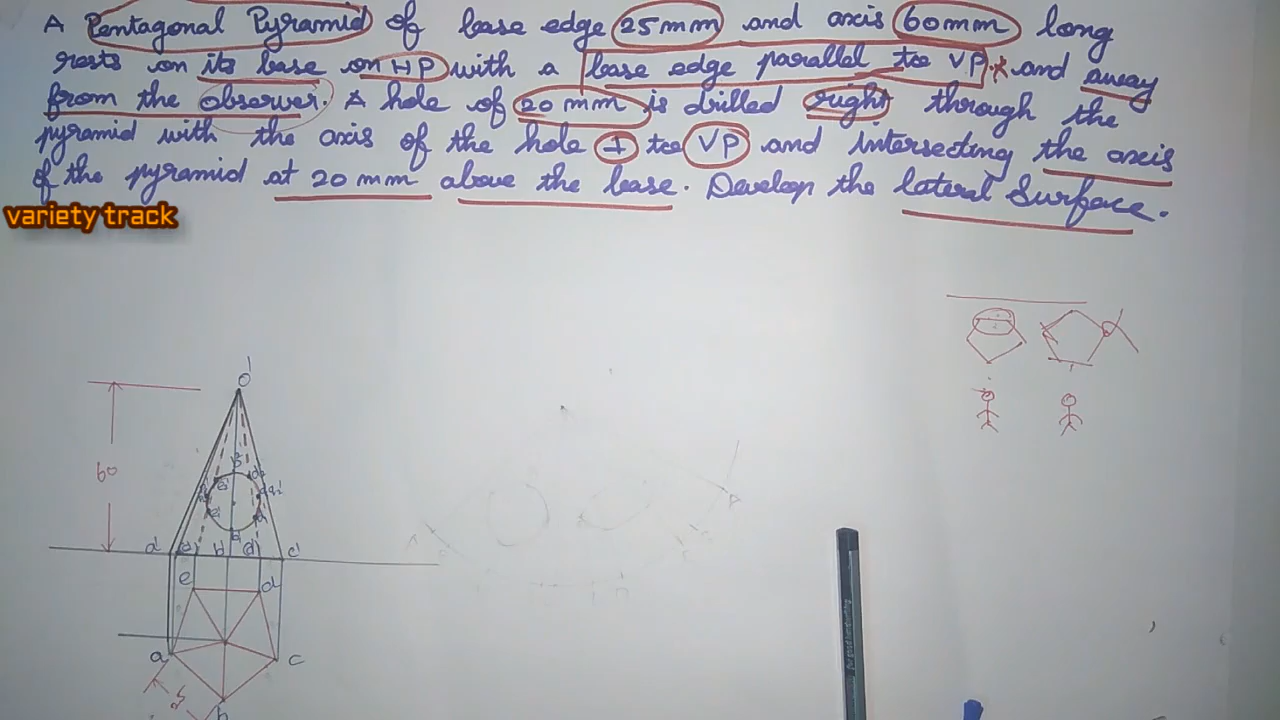 A Pentagonal Pyramid of base edge 25mm and axis 60mm long
rests on its base on HP with a base edge parallel to VP.* and away
from the observer. A hole of 20mm is drilled right through the
pyramid with the axis of the hole ⊥ to VP and intersecting the axis
of the pyramid at 20 mm above the base. Develop the lateral Surface.
variety track
o'
60
a' (e') b' (d') c'
e d
a c
25
b